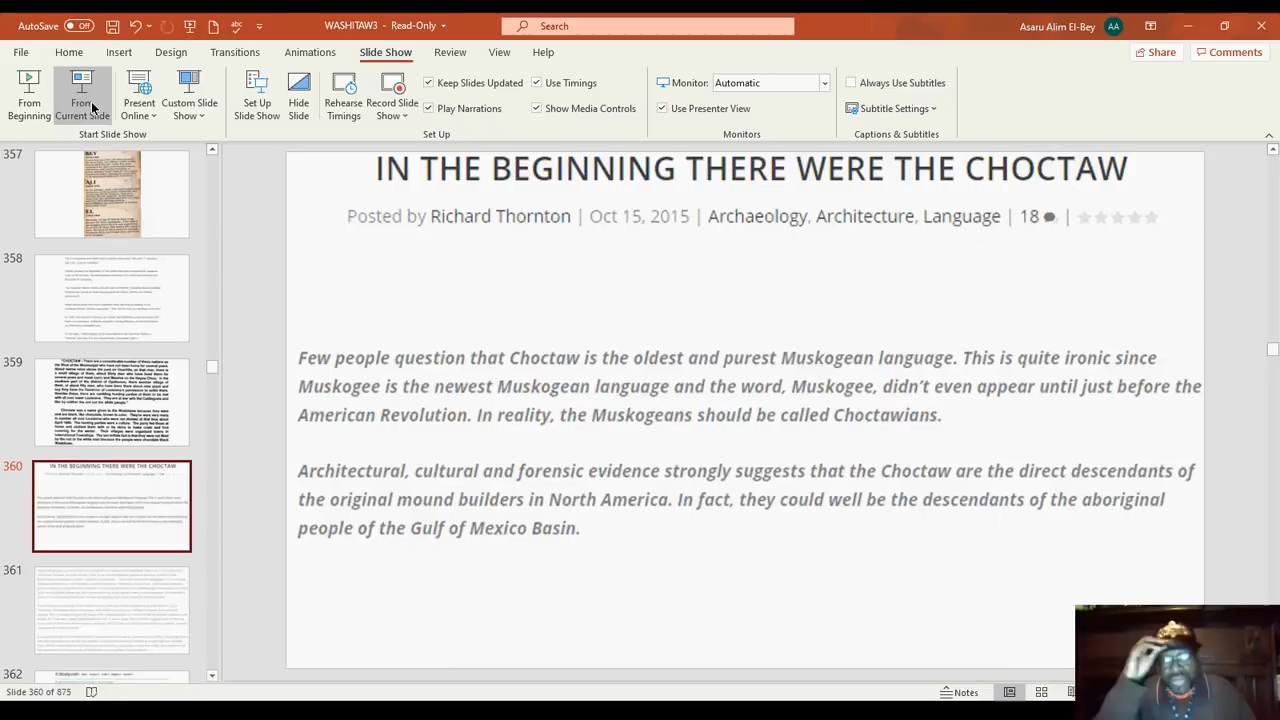 AutoSave Off
WASHITAW3 - Read-Only
Search
Asaru Alim El-Bey AA
File Home Insert Design Transitions Animations Slide Show Review View Help
Share Comments
From Beginning
From Current Slide
Present Online
Custom Slide Show
Set Up Slide Show
Hide Slide
Rehearse Timings
Record Slide Show
Keep Slides Updated
Play Narrations
Use Timings
Show Media Controls
Monitor: Automatic
Use Presenter View
Always Use Subtitles
Subtitle Settings
Start Slide Show Set Up Monitors Captions & Subtitles
357
358
359
360
IN THE BEGINNING THERE WERE THE CHOCTAW
361
362
IN THE BEGINNING THERE WERE THE CHOCTAW
Posted by Richard Thornton | Oct 15, 2015 | Archaeology, Architecture, Language | 18 |
Few people question that Choctaw is the oldest and purest Muskogean language. This is quite ironic since
Muskogee is the newest Muskogean language and the word, Muskogee, didn't even appear until just before the
American Revolution. In reality, the Muskogeans should be called Choctawians.
Architectural, cultural and forensic evidence strongly suggests that the Choctaw are the direct descendants of
the original mound builders in North America. In fact, they could well be the descendants of the aboriginal
people of the Gulf of Mexico Basin.
Slide 360 of 875
Notes